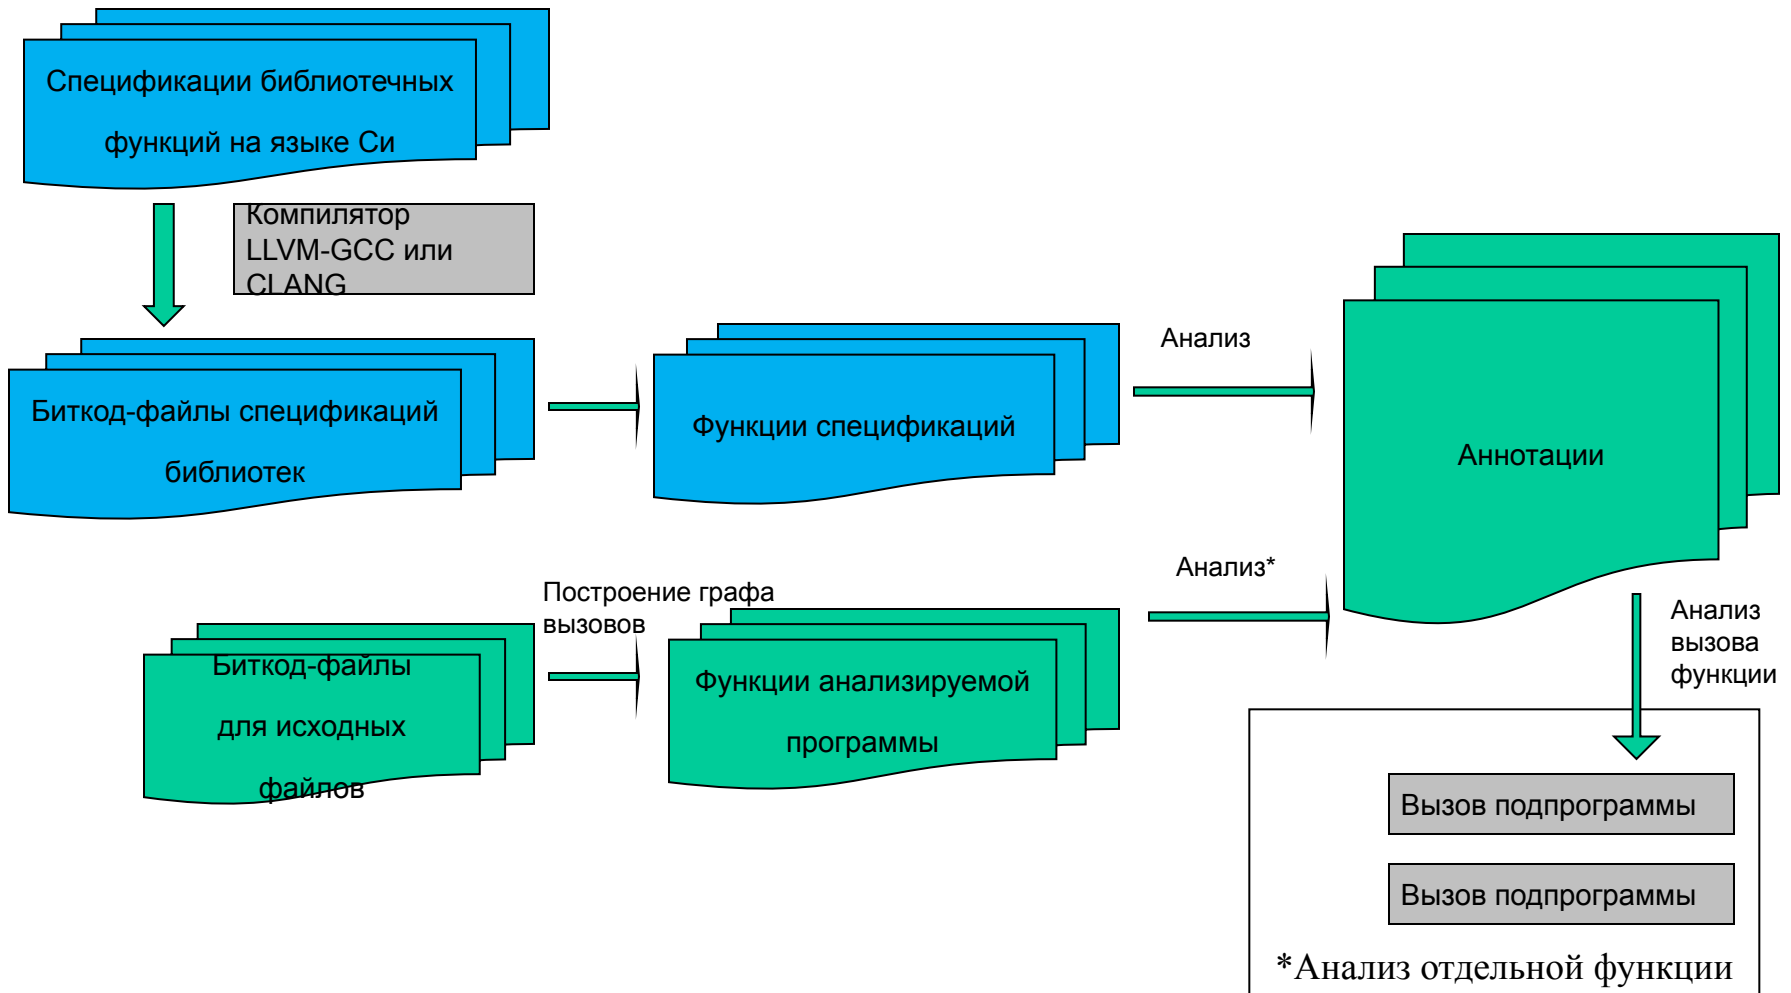 Спецификации библиотечных
функций на языке Си
Компилятор
LLVM-GCC или
CLANG
Биткод-файлы спецификаций
библиотек
Функции спецификаций
Анализ
Аннотации
Биткод-файлы
для исходных
файлов
Построение графа
вызовов
Функции анализируемой
программы
Анализ*
Анализ
вызова
функции
Вызов подпрограммы
Вызов подпрограммы
*Анализ отдельной функции